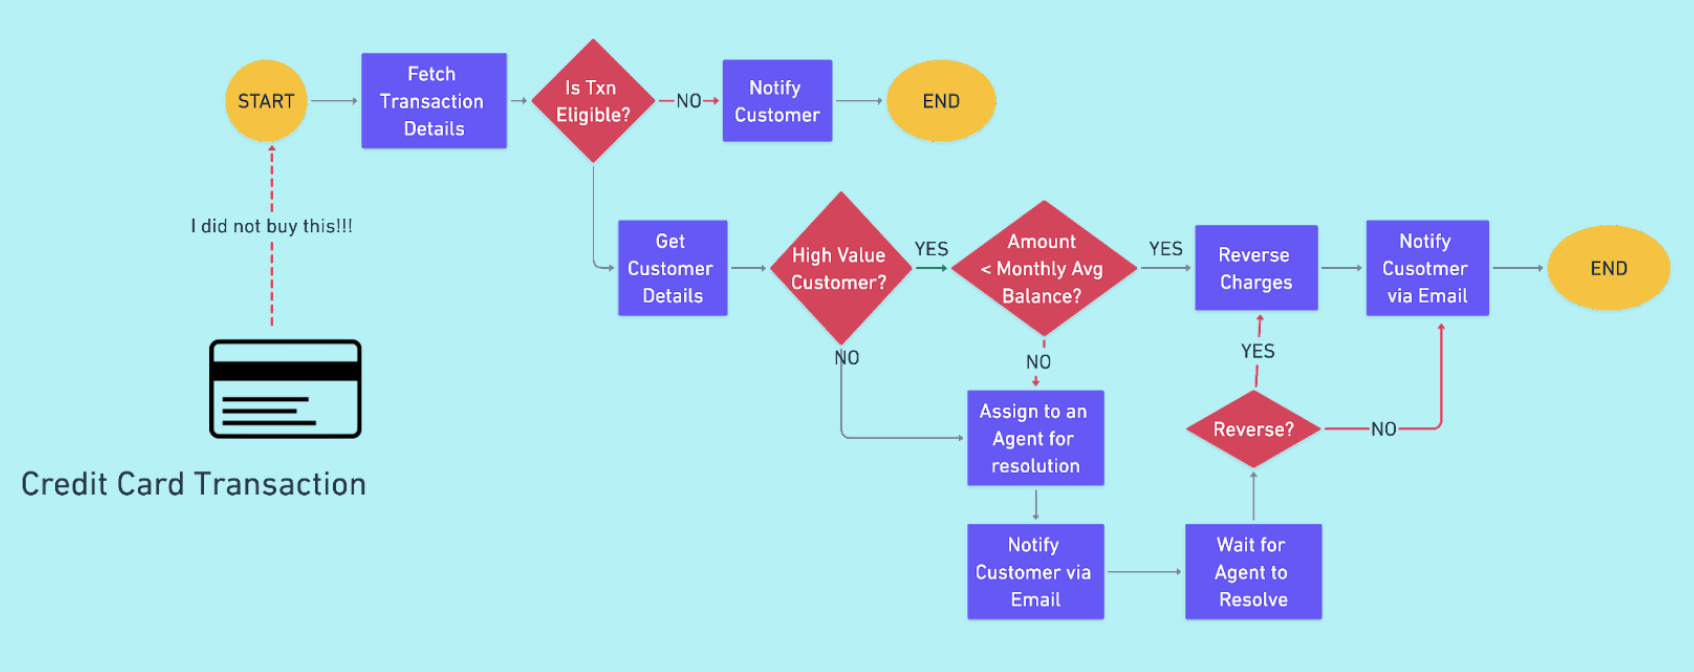 START
Fetch
Transaction
Details
Is Txn
Eligible?
NO
Notify
Customer
END
I did not buy this!!!
Get
Customer
Details
High Value
Customer?
YES
Amount
< Monthly Avg
Balance?
YES
Reverse
Charges
Notify
Cusotmer
via Email
END
NO
NO
YES
Assign to an
Agent for
resolution
Reverse?
NO
Credit Card Transaction
Notify
Customer via
Email
Wait for
Agent to
Resolve